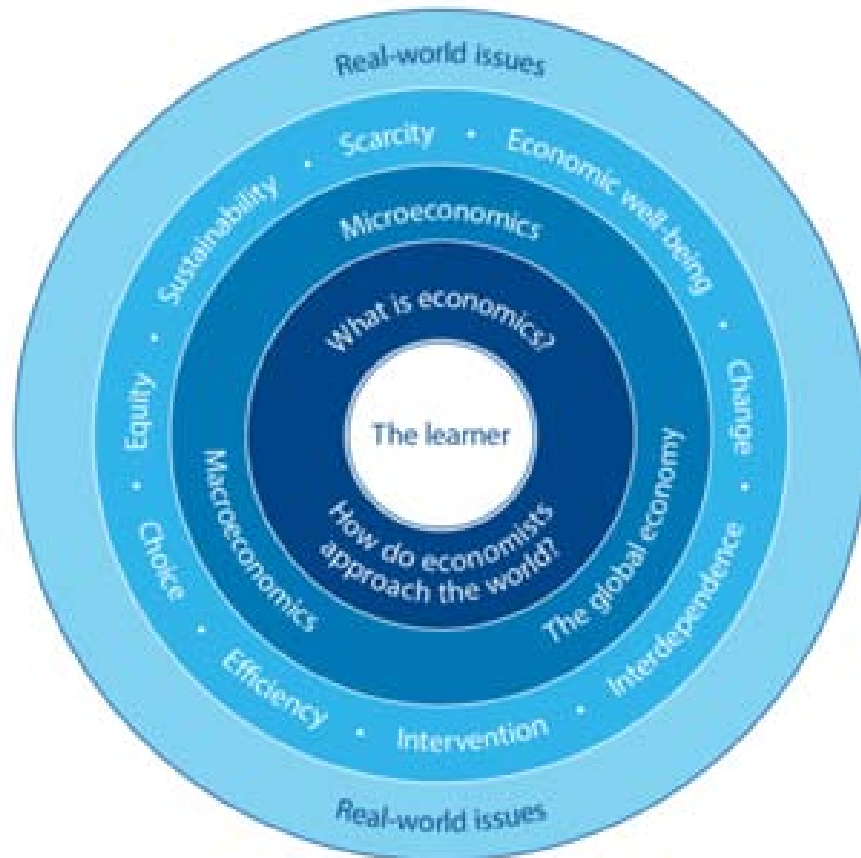 Real-world issues
Scarcity • Economic well-being • Change • Interdependence • Intervention • Efficiency • Choice • Equity • Sustainability •
Microeconomics
The global economy
Macroeconomics
What is economics?
The learner
How do economists
approach the world?
Real-world issues